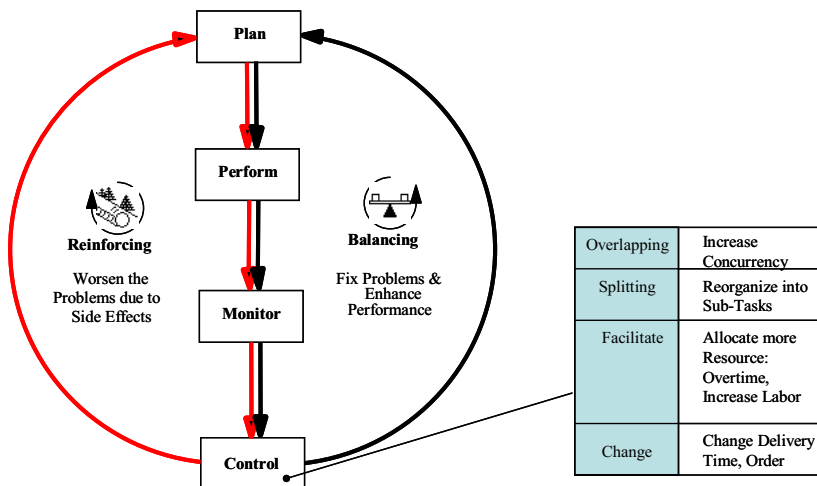 Plan
Perform
Reinforcing
Worsen the
Problems due to
Side Effects
Balancing
Fix Problems &
Enhance
Performance
Monitor
Control
Overlapping
Increase
Concurrency
Splitting
Reorganize into
Sub-Tasks
Facilitate
Allocate more
Resource:
Overtime,
Increase Labor
Change
Change Delivery
Time, Order